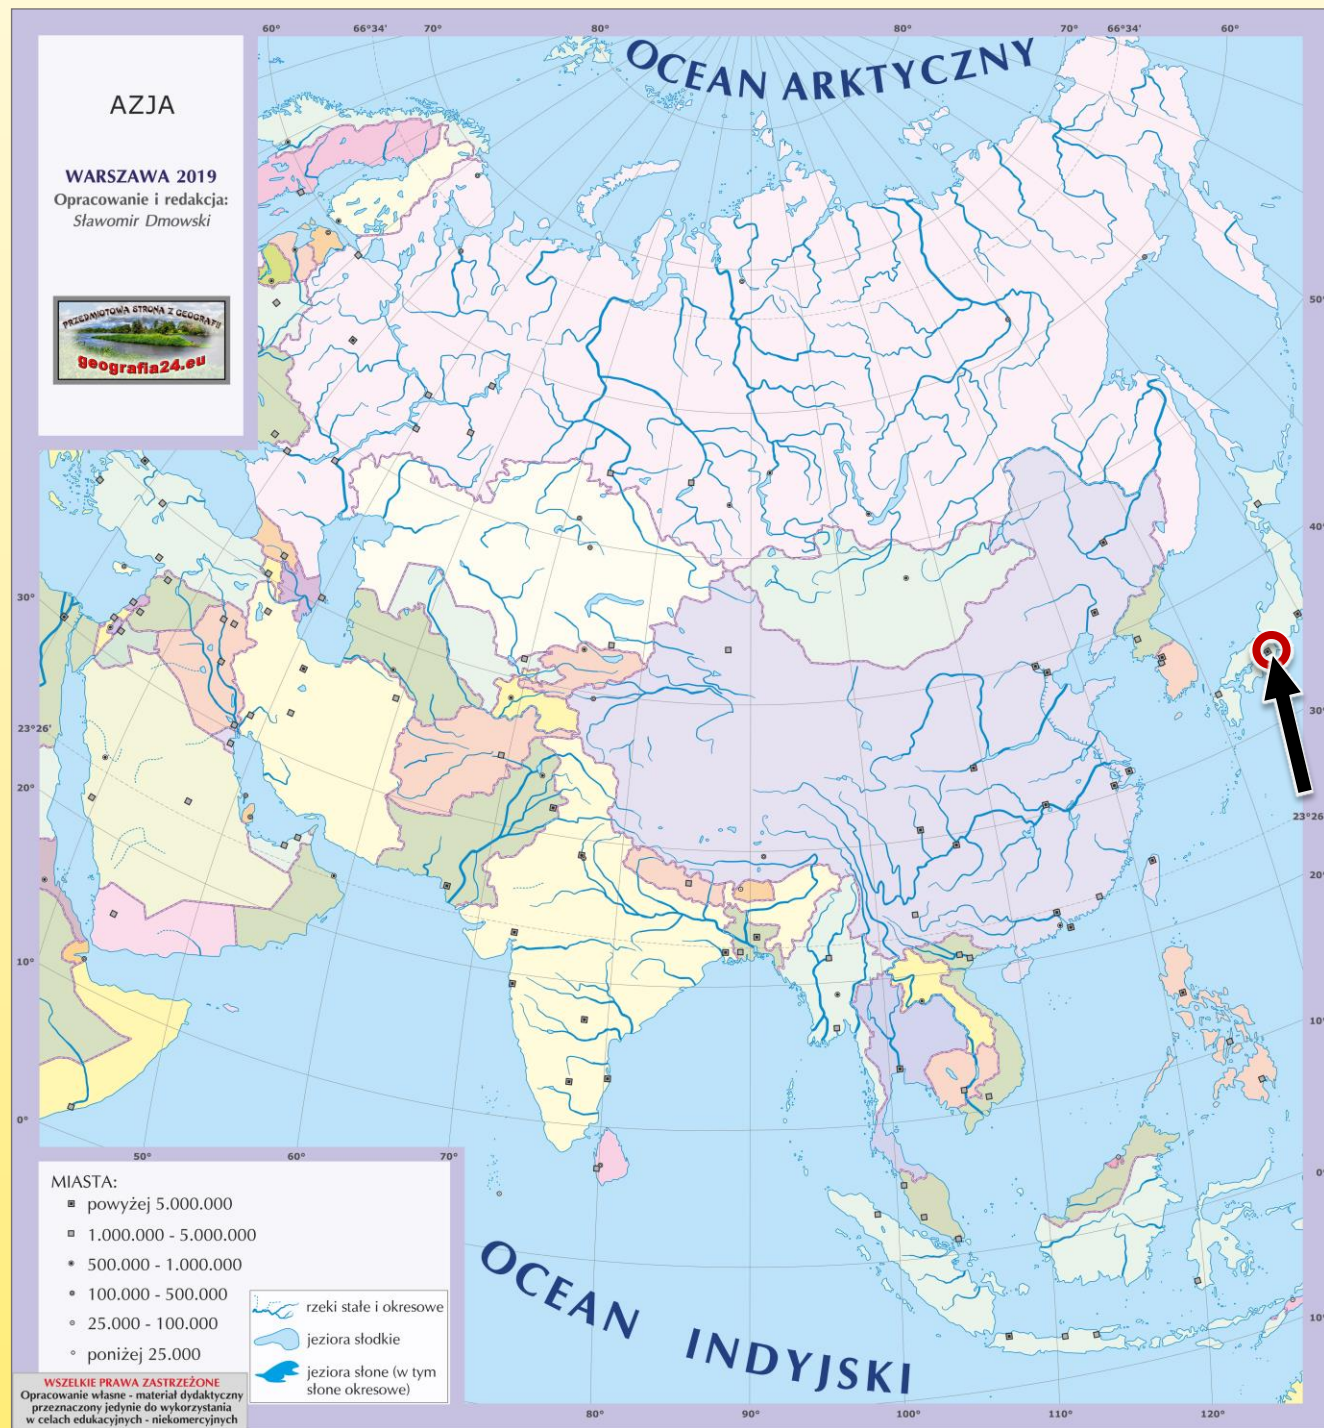 60°
66°34'
70°
80°
80°
70°
66°34'
60°
AZJA
WARSZAWA 2019
Opracowanie i redakcja:
Sławomir Dmowski
PRZEDMIOTOWA STRONA Z GEOGRAFII
geografia24.eu
OCEAN ARKTYCZNY
50°
40°
30°
30°
23°26'
20°
23°26'
20°
10°
10°
0°
0°
10°
50°
60°
70°
MIASTA:
powyżej 5.000.000
1.000.000 - 5.000.000
500.000 - 1.000.000
100.000 - 500.000
25.000 - 100.000
poniżej 25.000
rzeki stałe i okresowe
jeziora słodkie
jeziora słone (w tym
słone okresowe)
OCEAN INDYJSKI
WSZELKIE PRAWA ZASTRZEŻONE
Opracowanie własne - materiał dydaktyczny
przeznaczony jedynie do wykorzystania
w celach edukacyjnych - niekomercyjnych
80°
90°
100°
110°
120°